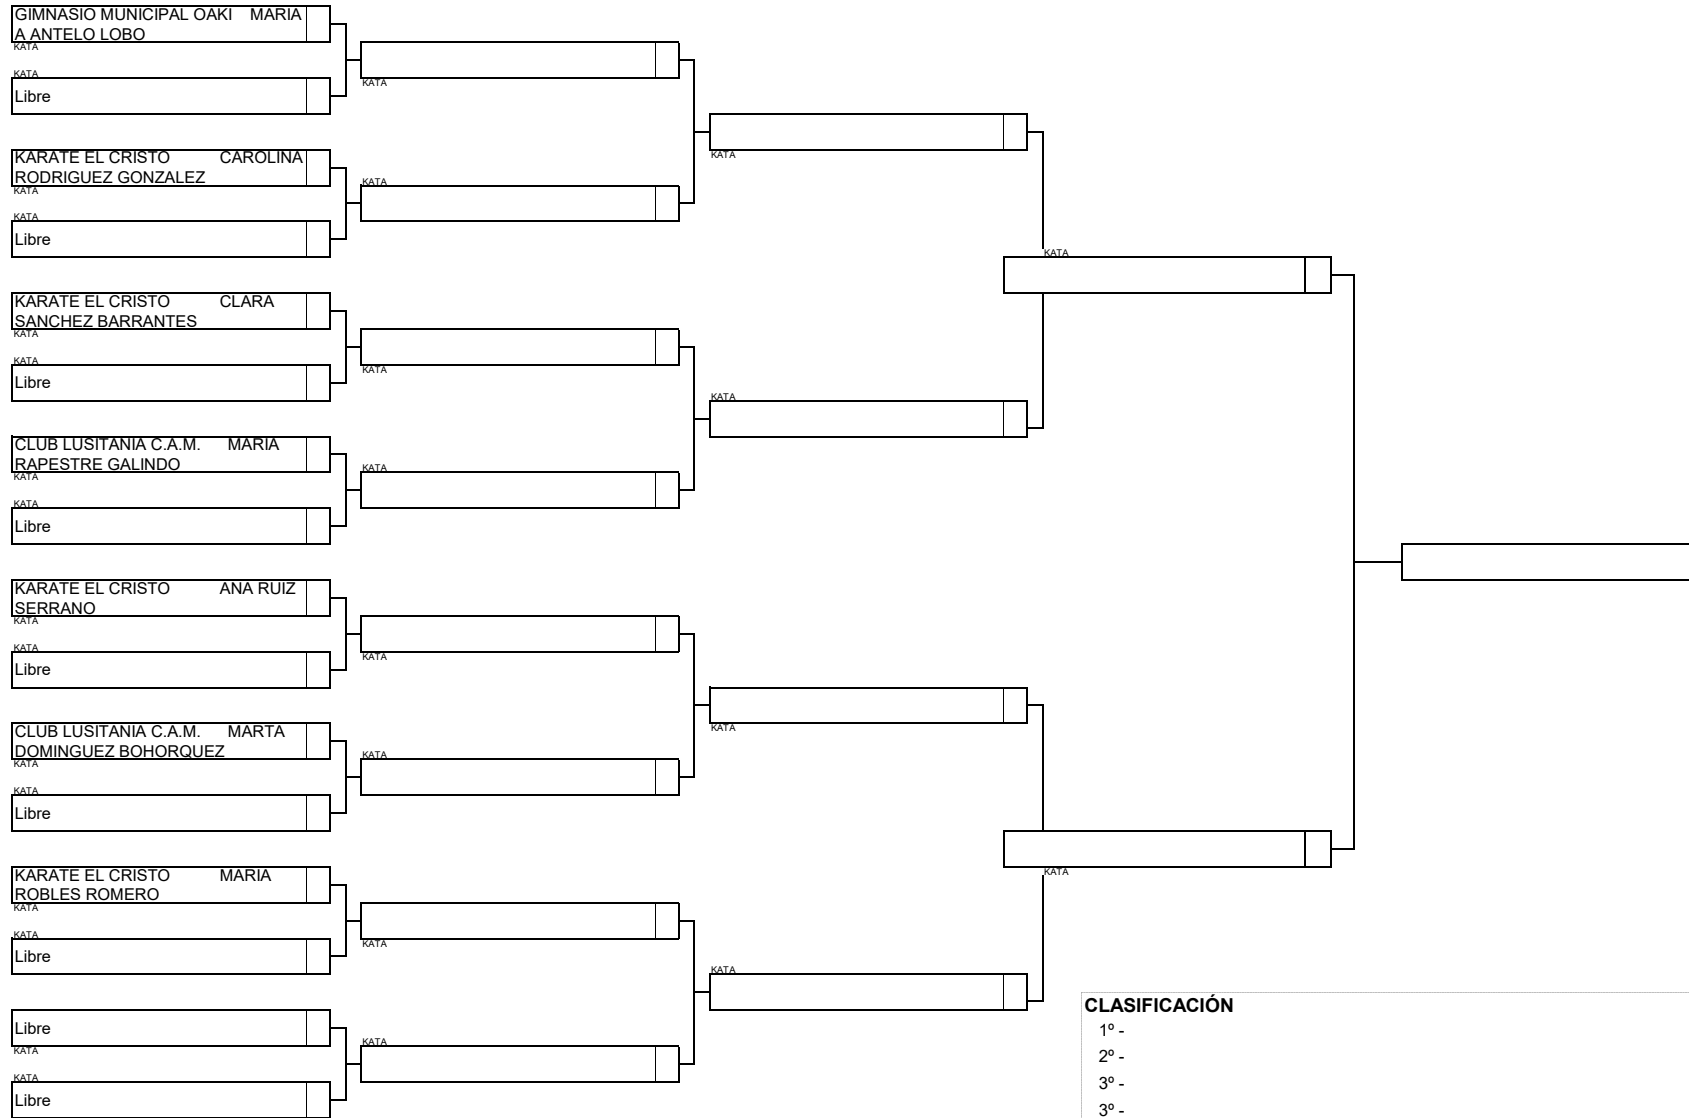 GIMNASIO MUNICIPAL OAKI MARIA
A ANTELO LOBO
KATA
KATA
Libre
KARATE EL CRISTO CAROLINA
RODRIGUEZ GONZALEZ
KATA
KATA
Libre
KARATE EL CRISTO CLARA
SANCHEZ BARRANTES
KATA
KATA
Libre
CLUB LUSITANIA C.A.M. MARIA
RAPESTRE GALINDO
KATA
KATA
Libre
KARATE EL CRISTO ANA RUIZ
SERRANO
KATA
KATA
Libre
CLUB LUSITANIA C.A.M. MARTA
DOMINGUEZ BOHORQUEZ
KATA
KATA
Libre
KARATE EL CRISTO MARIA
ROBLES ROMERO
KATA
KATA
Libre
Libre
KATA
KATA
Libre
KATA
KATA
KATA
KATA
KATA
KATA
KATA
KATA
KATA
KATA
KATA
KATA
KATA
KATA
CLASIFICACIÓN
1º -
2º -
3º -
3º -